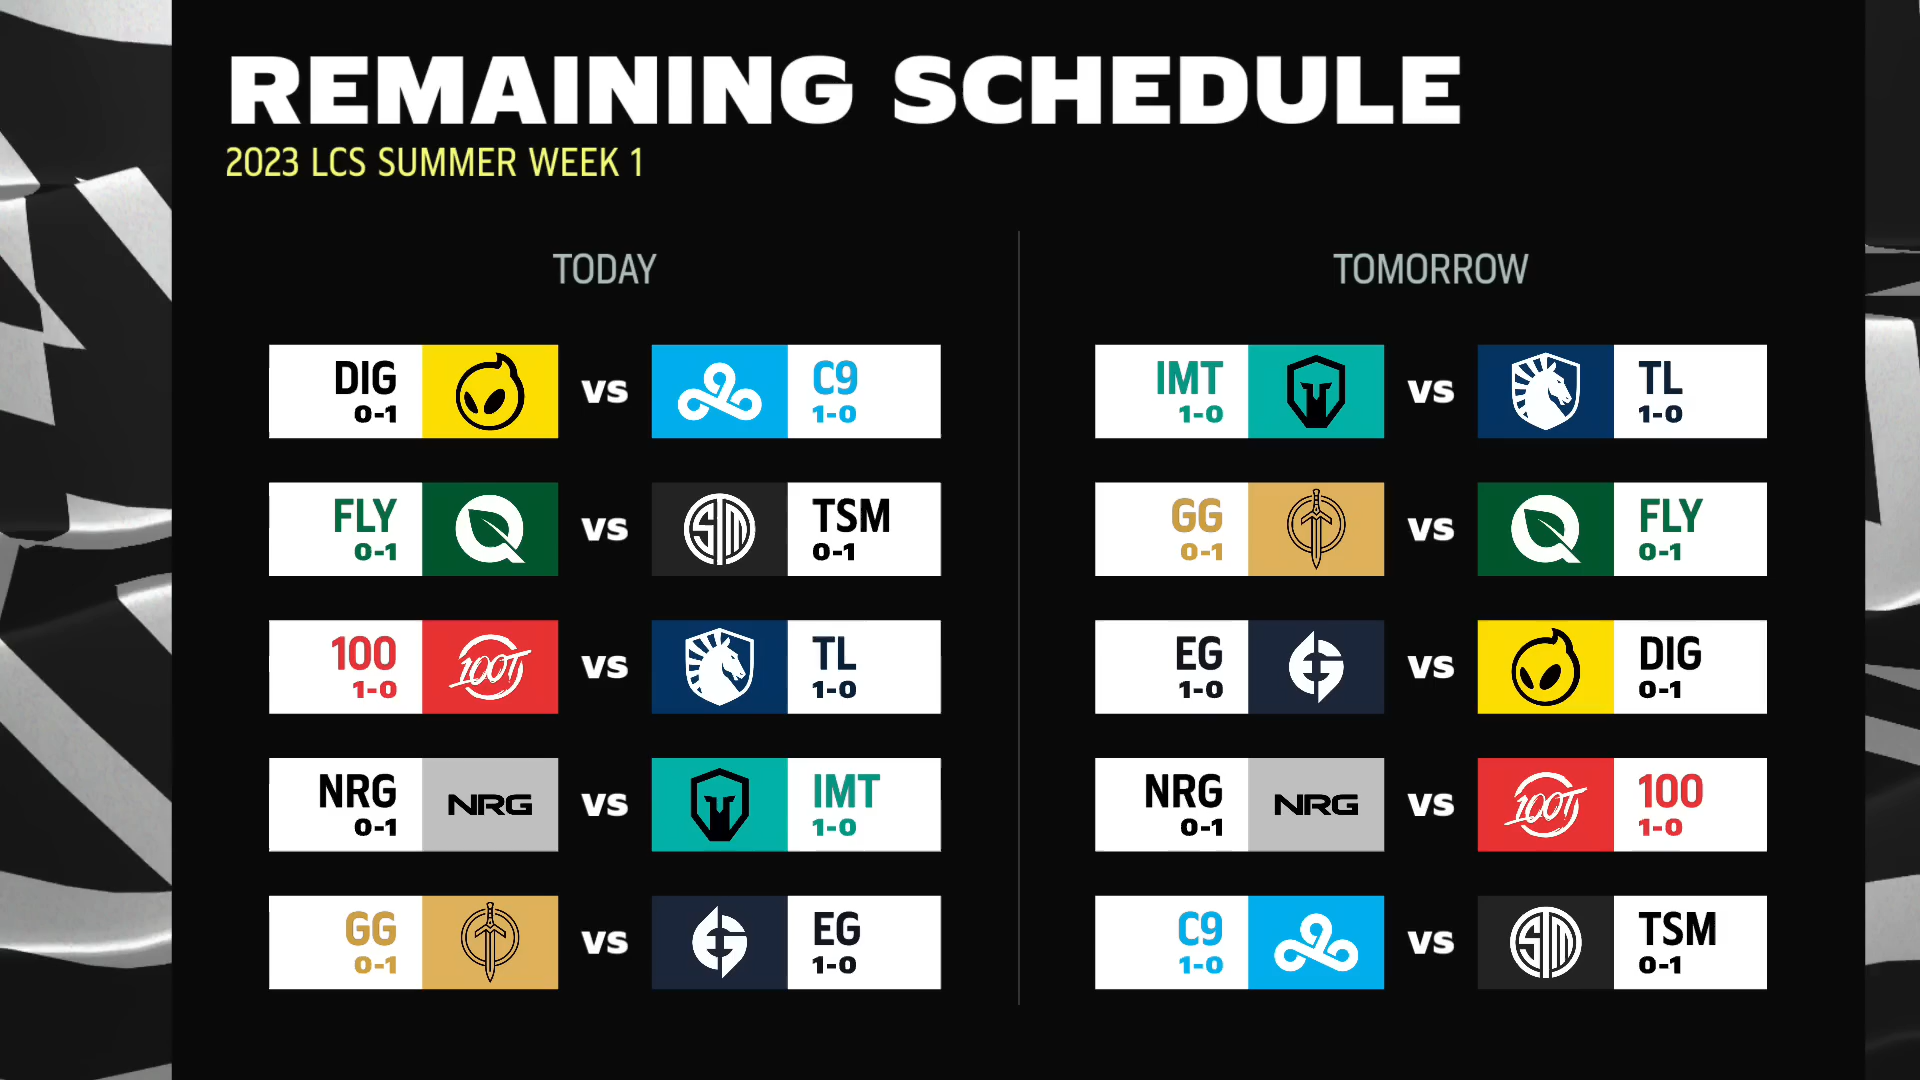 REMAINING SCHEDULE
2023 LCS SUMMER WEEK 1
TODAY
DIG 0-1 VS C9 1-0
FLY 0-1 VS TSM TSM 0-1
100 1-0 100T VS TL 1-0
NRG 0-1 NRG VS IMT 1-0
GG 0-1 VS EG 1-0
TOMORROW
IMT 1-0 VS TL 1-0
GG 0-1 VS FLY 0-1
EG 1-0 VS DIG 0-1
NRG 0-1 NRG VS 100T 100 1-0
C9 1-0 VS TSM TSM 0-1